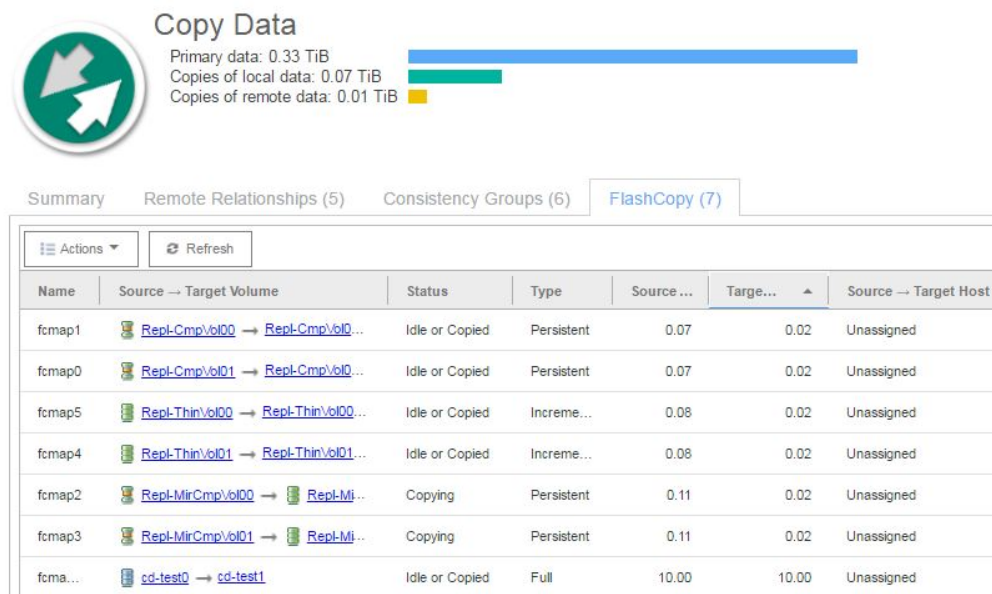 Copy Data
Primary data: 0.33 TiB
Copies of local data: 0.07 TiB
Copies of remote data: 0.01 TiB
Summary Remote Relationships (5) Consistency Groups (6) FlashCopy (7)
Actions Refresh
Name Source → Target Volume Status Type Source ... Targe... Source → Target Host
fcmap1 Repl-CmpVol00 → Repl-CmpVol0... Idle or Copied Persistent 0.07 0.02 Unassigned
fcmap0 Repl-CmpVol01 → Repl-CmpVol0... Idle or Copied Persistent 0.07 0.02 Unassigned
fcmap5 Repl-ThinVol00 → Repl-ThinVol00... Idle or Copied Increme... 0.08 0.02 Unassigned
fcmap4 Repl-ThinVol01 → Repl-ThinVol01... Idle or Copied Increme... 0.08 0.02 Unassigned
fcmap2 Repl-MirCmpVol00 → Repl-Mi... Copying Persistent 0.11 0.02 Unassigned
fcmap3 Repl-MirCmpVol01 → Repl-Mi... Copying Persistent 0.11 0.02 Unassigned
fcma... cd-test0 → cd-test1 Idle or Copied Full 10.00 10.00 Unassigned